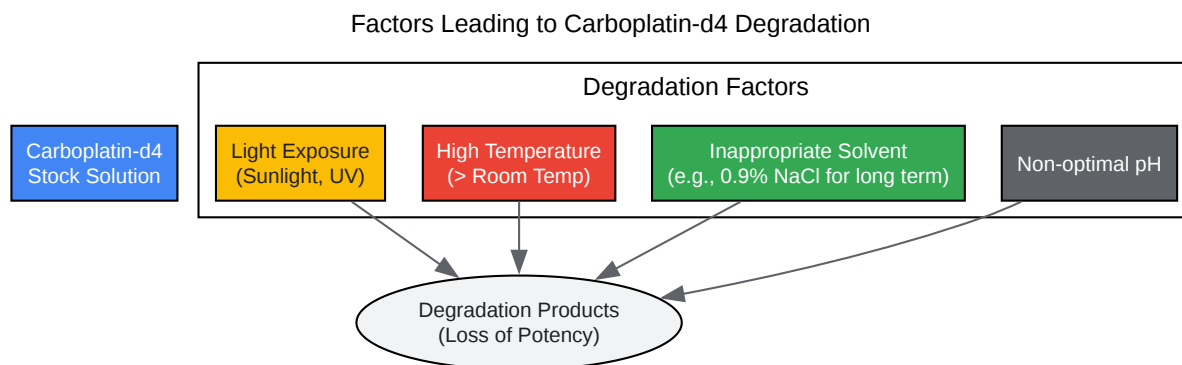 Factors Leading to Carboplatin-d4 Degradation
Degradation Factors
Carboplatin-d4
Stock Solution
Light Exposure
(Sunlight, UV)
High Temperature
(> Room Temp)
Inappropriate Solvent
(e.g., 0.9% NaCl for long term)
Non-optimal pH
Degradation Products
(Loss of Potency)